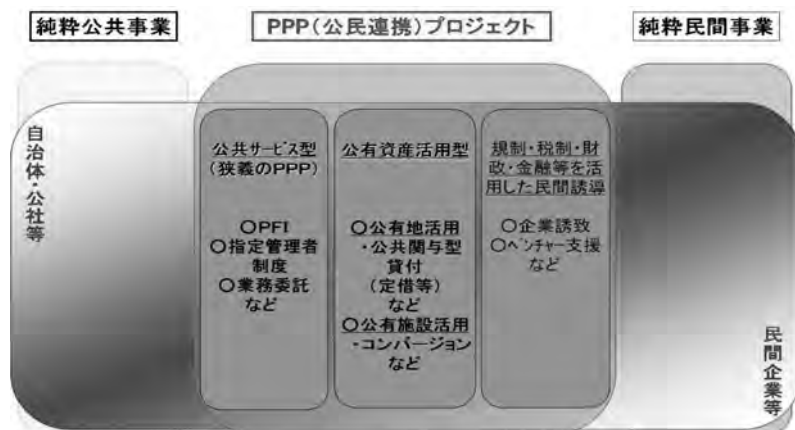 純粋公共事業
PPP(公民連携)プロジェクト
純粋民間事業
自治体・公社等
公共サービス型
(狭義のPPP)
○PFI
○指定管理者
制度
○業務委託
など
公有資産活用型
○公有地活用
・公共関与型
貸付
(定借等)
など
○公有施設活用
・コンバージョン
など
規制・税制・財
政・金融等を活
用した民間誘導
○企業誘致
○ベンチャー支援
など
民間企業等